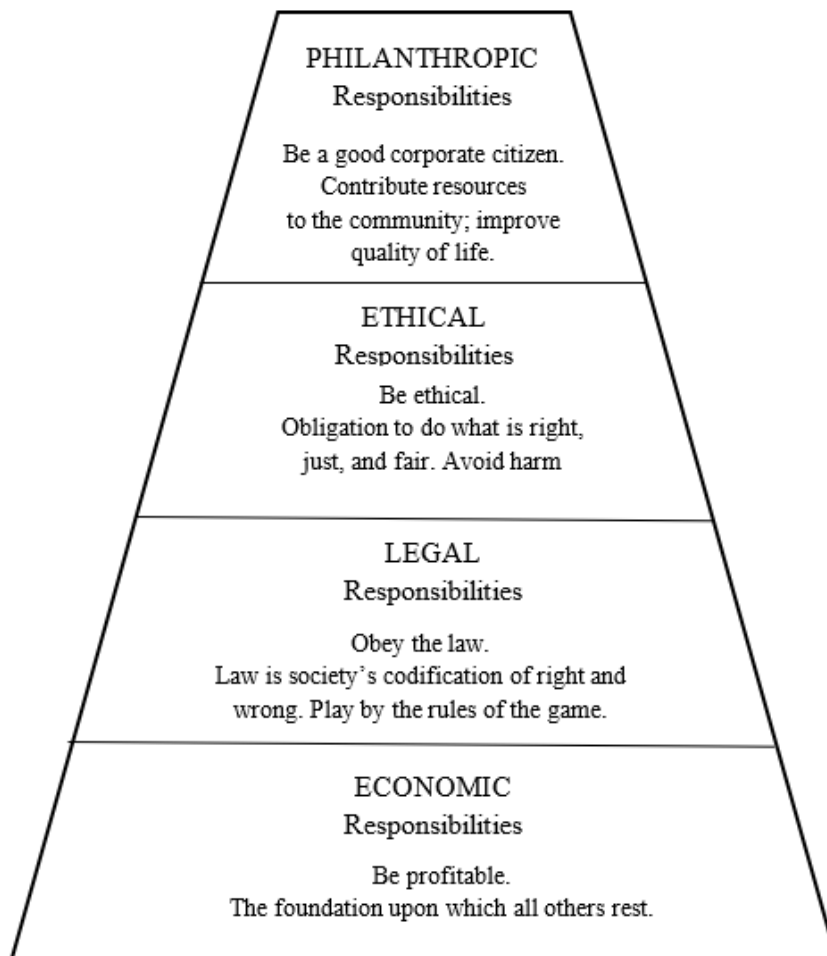 PHILANTHROPIC
Responsibilities
Be a good corporate citizen.
Contribute resources
to the community; improve
quality of life.
ETHICAL
Responsibilities
Be ethical.
Obligation to do what is right,
just, and fair. Avoid harm
LEGAL
Responsibilities
Obey the law.
Law is society’s codification of right and
wrong. Play by the rules of the game.
ECONOMIC
Responsibilities
Be profitable.
The foundation upon which all others rest.